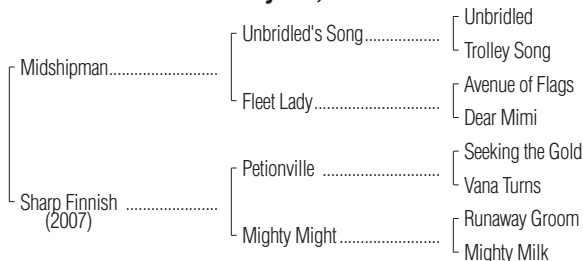 Unbridled
Unbridled's Song
Trolley Song
Midshipman
Avenue of Flags
Fleet Lady
Dear Mimi
Seeking the Gold
Petionville
Vana Turns
Sharp Finnish
(2007)
Runaway Groom
Mighty Might
Mighty Milk